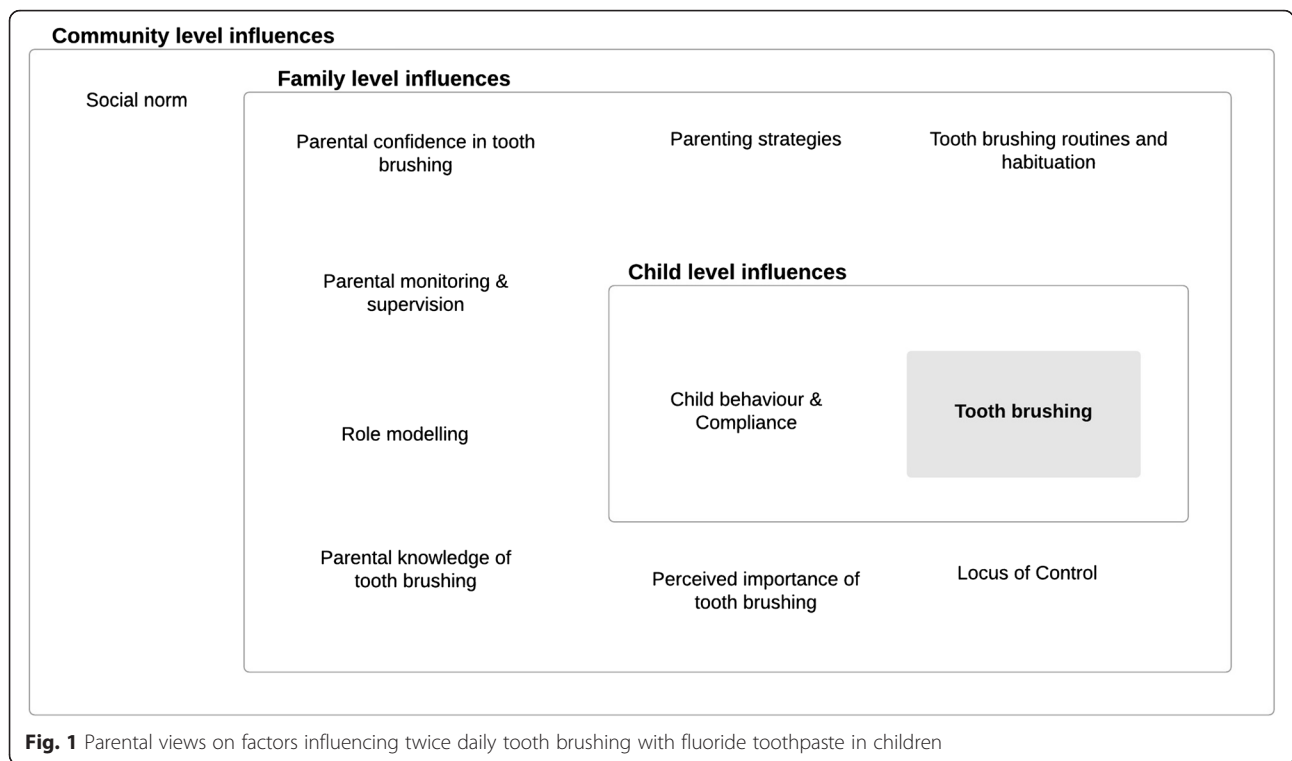 Community level influences
Social norm
Family level influences
Parental confidence in tooth
brushing
Parenting strategies
Tooth brushing routines and
habituation
Parental monitoring &
supervision
Child level influences
Child behaviour &
Compliance
Tooth brushing
Role modelling
Parental knowledge of
tooth brushing
Perceived importance of
tooth brushing
Locus of Control
Fig. 1 Parental views on factors influencing twice daily tooth brushing with fluoride toothpaste in children